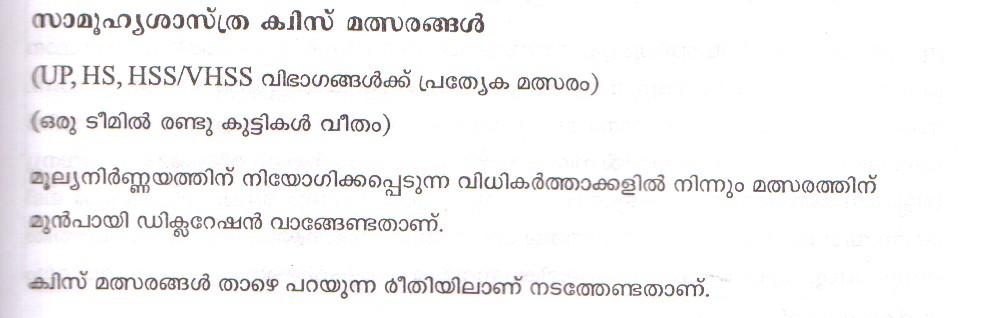 സാമൂഹ്യശാസ്ത്ര ക്വിസ് മത്സരങ്ങൾ
(UP, HS, HSS/VHSS വിഭാഗങ്ങൾക്ക് പ്രത്യേക മത്സരം)
(ഒരു ടീമിൽ രണ്ടു കുട്ടികൾ വീതം)
മൂല്യനിർണ്ണയത്തിന് നിയോഗിക്കപ്പെടുന്ന വിധികർത്താക്കളിൽ നിന്നും മത്സരത്തിന്
മുൻപായി ഡിക്ലറേഷൻ വാങ്ങേണ്ടതാണ്.
ക്വിസ് മത്സരങ്ങൾ താഴെ പറയുന്ന രീതിയിലാണ് നടത്തേണ്ടതാണ്.